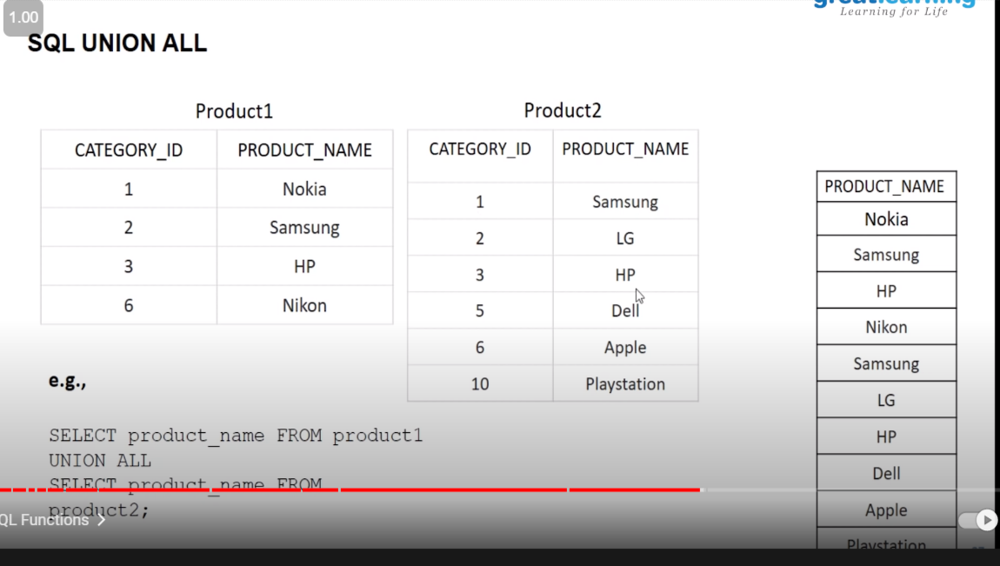 1.00
greatlearning
Learning for Life
SQL UNION ALL
Product1
CATEGORY_ID PRODUCT_NAME
1 Nokia
2 Samsung
3 HP
6 Nikon
Product2
CATEGORY_ID PRODUCT_NAME
1 Samsung
2 LG
3 HP
5 Dell
6 Apple
10 Playstation
PRODUCT_NAME
Nokia
Samsung
HP
Nikon
Samsung
LG
HP
Dell
Apple
Playstation
e.g.,
SELECT product_name FROM product1
UNION ALL
SELECT product_name FROM
product2;
QL Functions